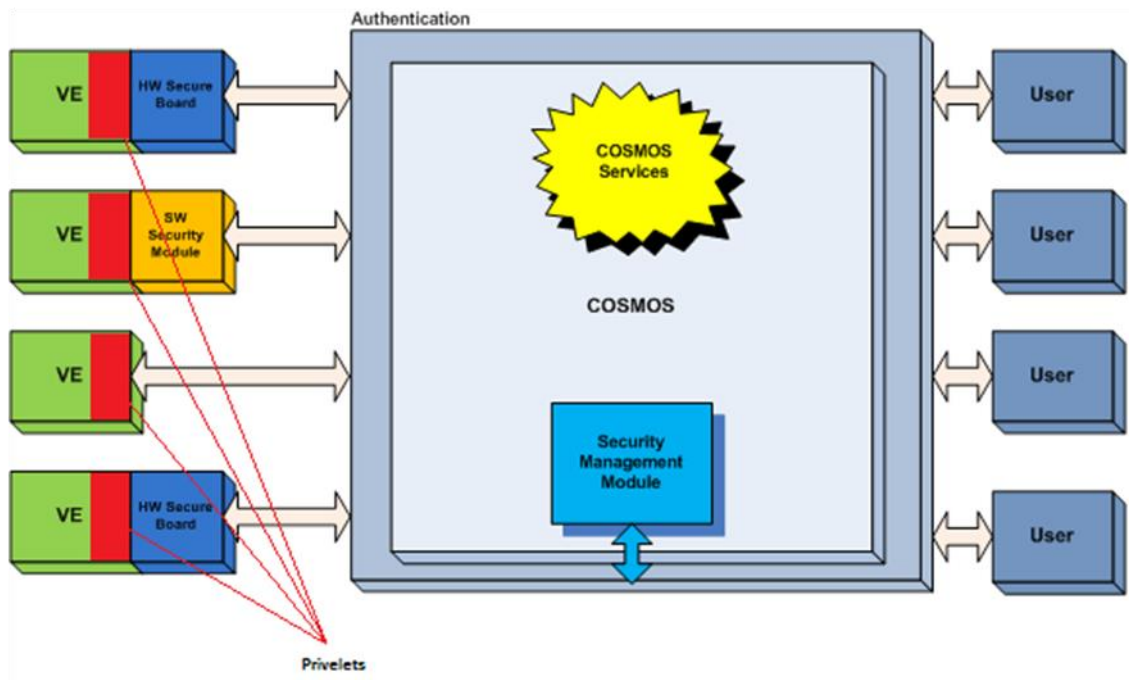 Authentication
VE
HW Secure
Board
User
COSMOS
Services
VE
SW
Security
Module
User
COSMOS
VE
User
Security
Management
Module
VE
HW Secure
Board
User
Privelets